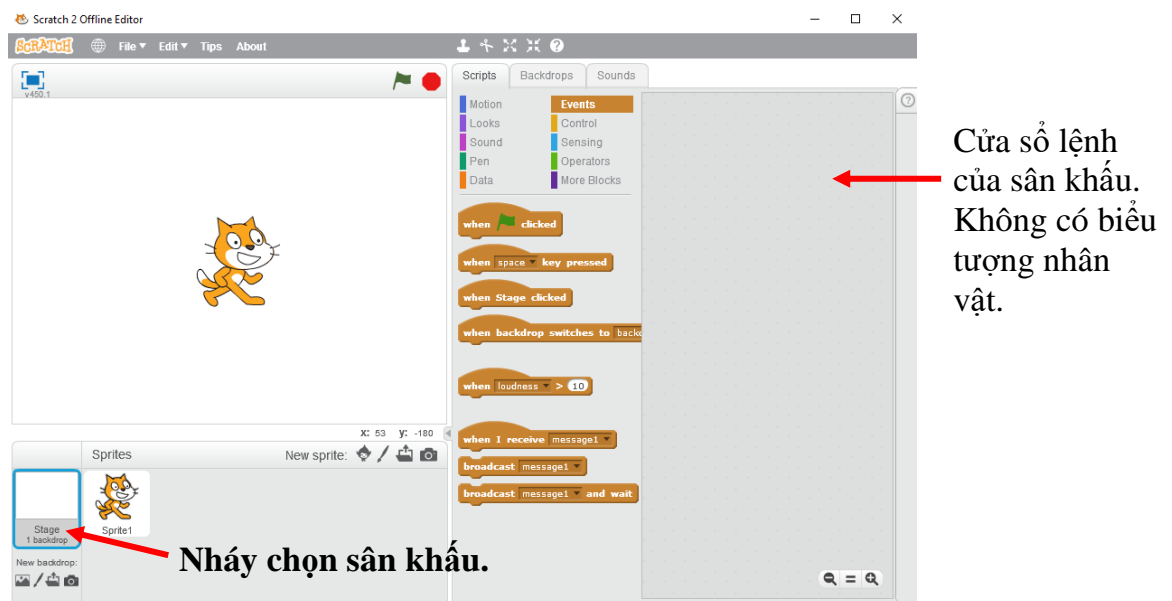 Scratch 2 Offline Editor
SCRATCH File Edit Tips About
v450.1
Scripts Backdrops Sounds
Motion Events
Looks Control
Sound Sensing
Pen Operators
Data More Blocks
when clicked
when space key pressed
when Stage clicked
when backdrop switches to backd
when loudness > 10
when I receive message1
broadcast message1
broadcast message1 and wait
x: 53 y: -180
Sprites New sprite:
Stage
1 backdrop
Sprite1
New backdrop:
Nháy chọn sân khấu.
Cửa sổ lệnh
của sân khấu.
Không có biểu
tượng nhân
vật.